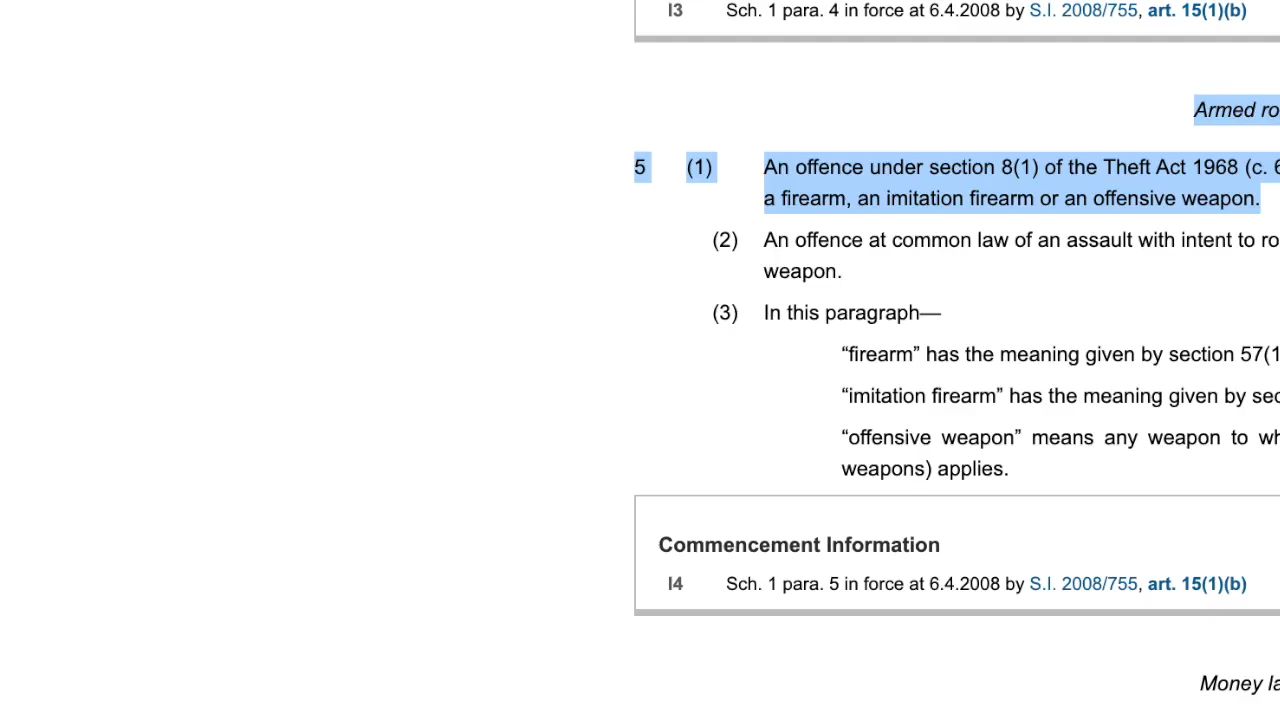 I3 Sch. 1 para. 4 in force at 6.4.2008 by S.I. 2008/755, art. 15(1)(b)
Armed
5 (1) An offence under section 8(1) of the Theft Act 1968 (c.
a firearm, an imitation firearm or an offensive weapon.
(2) An offence at common law of an assault with intent to
weapon.
(3) In this paragraph—
“firearm” has the meaning given by section 57(1
“imitation firearm” has the meaning given by
“offensive weapon” means any weapon to
weapons) applies.
Commencement Information
I4 Sch. 1 para. 5 in force at 6.4.2008 by S.I. 2008/755, art. 15(1)(b)
Money